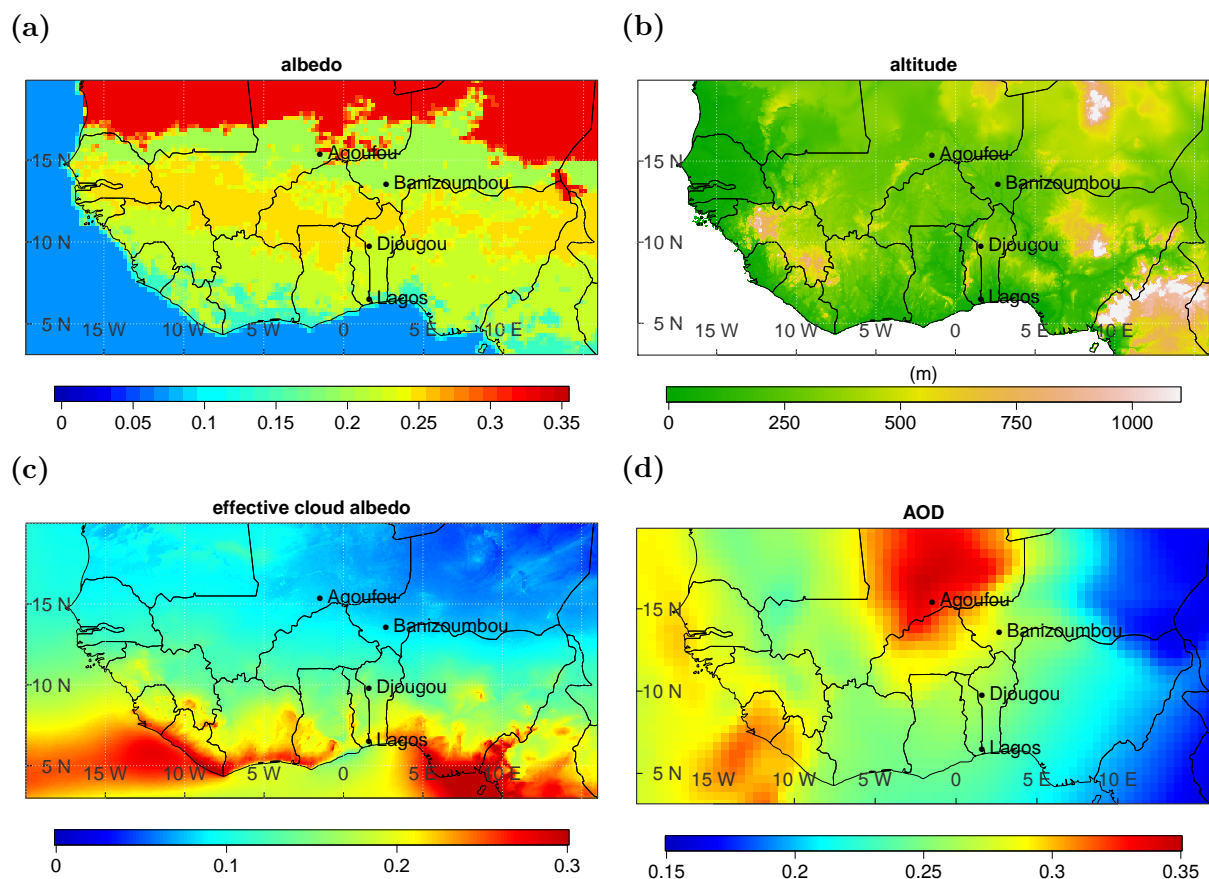 (a)
albedo
Agoufou
15 N
Banizoumbou
10 N
Djougou
Lagos
5 N
15 W 10 W 5 W 0 5 E 10 E
0 0.05 0.1 0.15 0.2 0.25 0.3 0.35
(b)
altitude
Agoufou
15 N
Banizoumbou
10 N
Djougou
Lagos
5 N
15 W 10 W 5 W 0 5 E 10 E
(m)
0 250 500 750 1000
(c)
effective cloud albedo
Agoufou
15 N
Banizoumbou
10 N
Djougou
Lagos
5 N
15 W 10 W 5 W 0 5 E 10 E
0 0.1 0.2 0.3
(d)
AOD
Agoufou
15 N
Banizoumbou
10 N
Djougou
Lagos
5 N
15 W 10 W 5 W 0 5 E 10 E
0.15 0.2 0.25 0.3 0.35